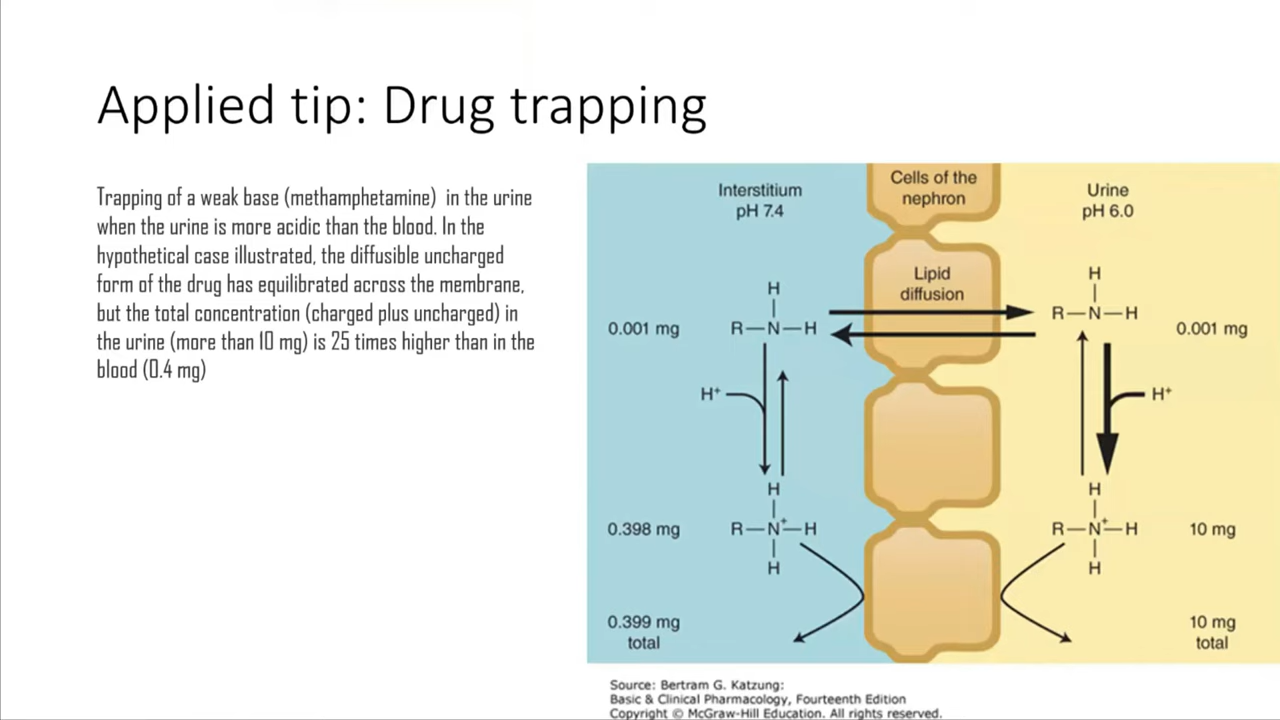 Applied tip: Drug trapping
Trapping of a weak base (methamphetamine)  in the urine
when the urine is more acidic than the blood. In the
hypothetical case illustrated, the diffusible uncharged
form of the drug has equilibrated across the membrane,
but the total concentration (charged plus uncharged) in
the urine (more than 10 mg) is 25 times higher than in the
blood (0.4 mg)
Interstitium
pH 7.4
Cells of the
nephron
Urine
pH 6.0
Lipid
diffusion
H
0.001 mg
R—N—H
H
R—N—H
0.001 mg
H⁺
H⁺
H
0.398 mg
R—N⁺—H
H
H
R—N⁺—H
10 mg
H
0.399 mg
total
10 mg
total
Source: Bertram G. Katzung:
Basic & Clinical Pharmacology, Fourteenth Edition
Copyright © McGraw-Hill Education. All rights reserved.